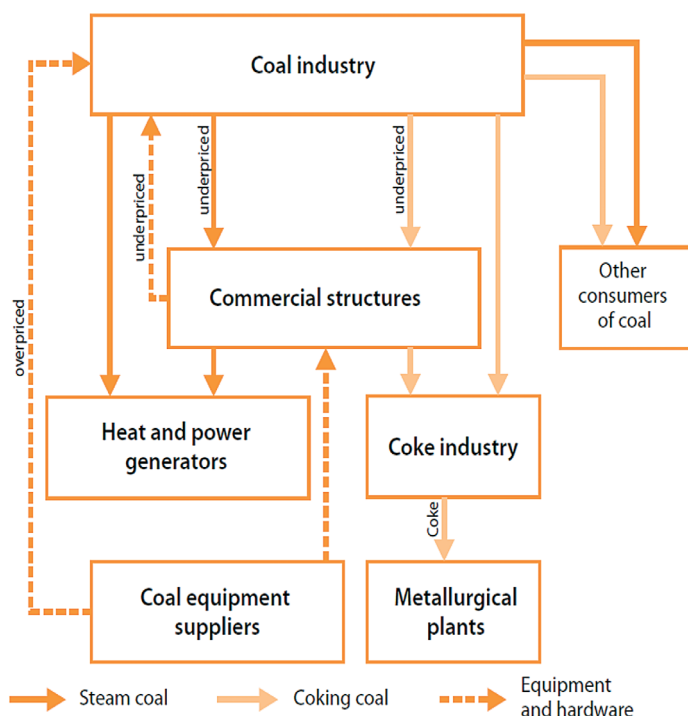 Coal industry
underpriced
underpriced
underpriced
overpriced
Commercial structures
Other
consumers
of coal
Heat and power
generators
Coke industry
Coke
Coal equipment
suppliers
Metallurgical
plants
Steam coal
Coking coal
Equipment
and hardware